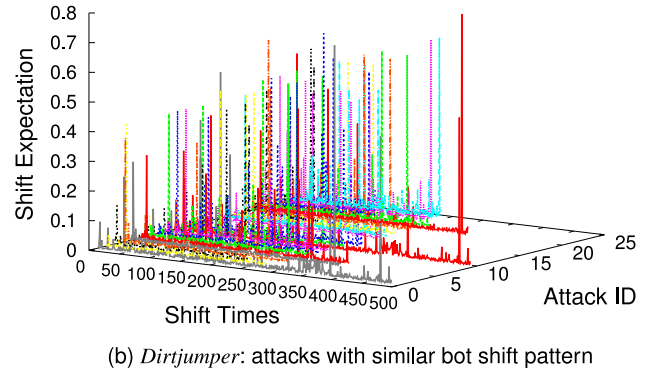 0.8
0.7
0.6
0.5
0.4
0.3
0.2
0.1
0
Shift Expectation
0 50 100 150 200 250 300 350 400 450 500
Shift Times
0 5 10 15 20 25
Attack ID
(b) Dirtjumper: attacks with similar bot shift pattern